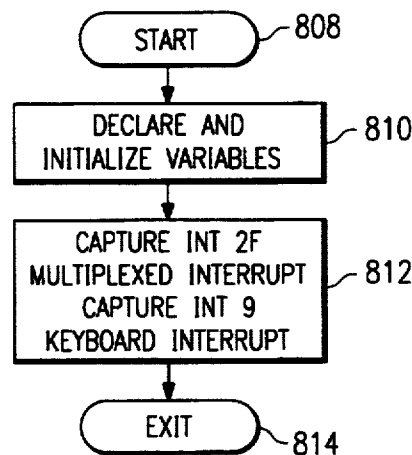 START
808
DECLARE AND
INITIALIZE VARIABLES
810
CAPTURE INT 2F
MULTIPLEXED INTERRUPT
CAPTURE INT 9
KEYBOARD INTERRUPT
812
EXIT
814